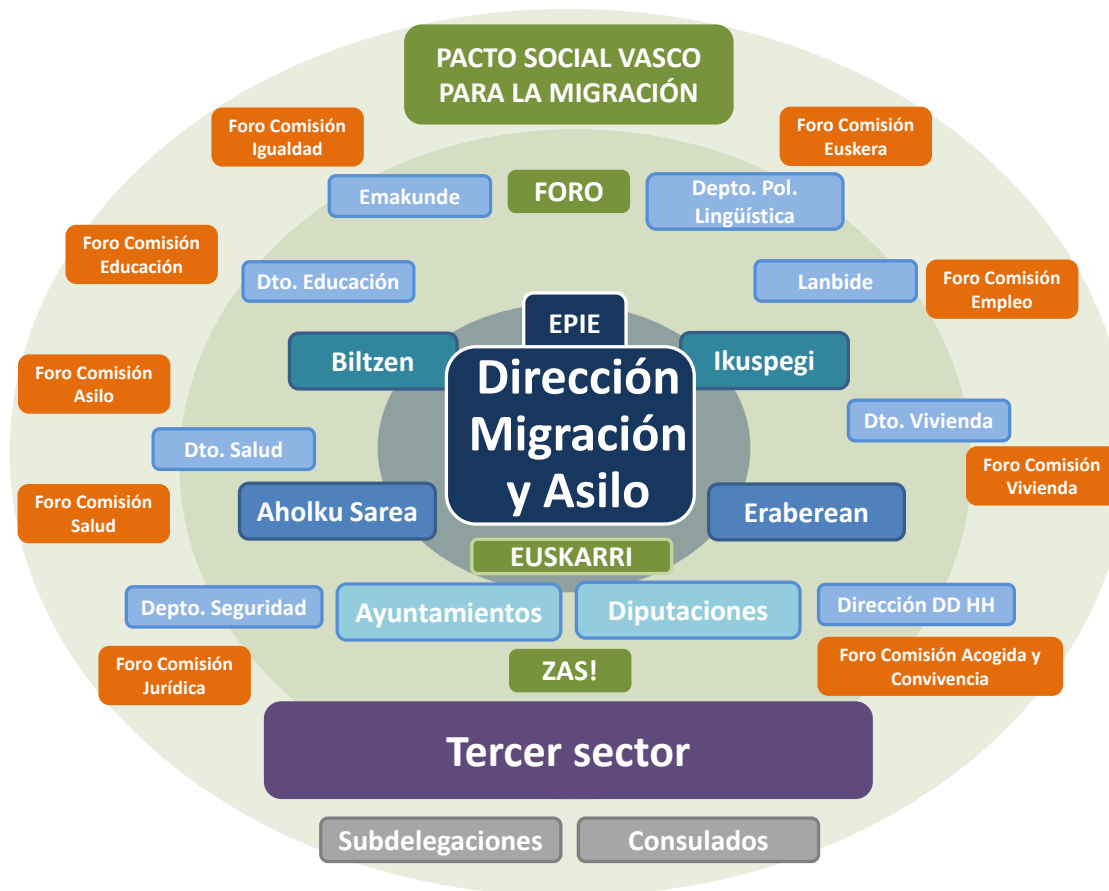 PACTO SOCIAL VASCO
PARA LA MIGRACIÓN
Foro Comisión
Igualdad
Foro Comisión
Euskera
Emakunde
FORO
Depto. Pol.
Lingüística
Foro Comisión
Educación
Dto. Educación
Lanbide
Foro Comisión
Empleo
EPIE
Biltzen
Dirección
Migración
y Asilo
Ikuspegi
Foro Comisión
Asilo
Dto. Vivienda
Dto. Salud
Foro Comisión
Vivienda
Foro Comisión
Salud
Aholku Sarea
Eraberean
EUSKARRI
Depto. Seguridad
Ayuntamientos
Diputaciones
Dirección DD HH
Foro Comisión
Jurídica
ZAS!
Foro Comisión Acogida y
Convivencia
Tercer sector
Subdelegaciones
Consulados